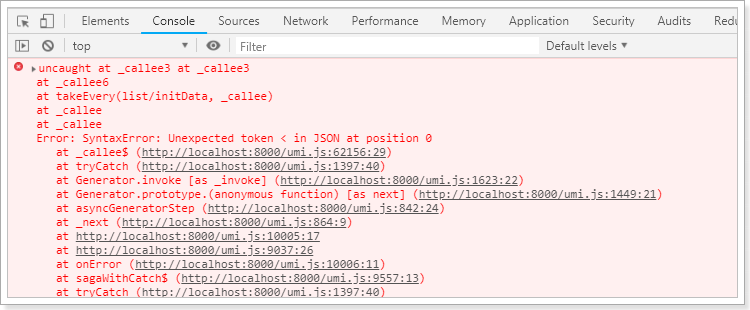 Elements Console Sources Network Performance Memory Application Security Audits Redu
top Filter Default levels
uncaught at _callee3 at _callee3
at _callee6
at takeEvery(list/initData, _callee)
at _callee
at _callee
Error: SyntaxError: Unexpected token < in JSON at position 0
at _callee$ (http://localhost:8000/umi.js:62156:29)
at tryCatch (http://localhost:8000/umi.js:1397:40)
at Generator.invoke [as _invoke] (http://localhost:8000/umi.js:1623:22)
at Generator.prototype.(anonymous function) [as next] (http://localhost:8000/umi.js:1449:21)
at asyncGeneratorStep (http://localhost:8000/umi.js:842:24)
at _next (http://localhost:8000/umi.js:864:9)
at http://localhost:8000/umi.js:10005:17
at http://localhost:8000/umi.js:9037:26
at onError (http://localhost:8000/umi.js:10006:11)
at sagaWithCatch$ (http://localhost:8000/umi.js:9557:13)
at tryCatch (http://localhost:8000/umi.js:1397:40)